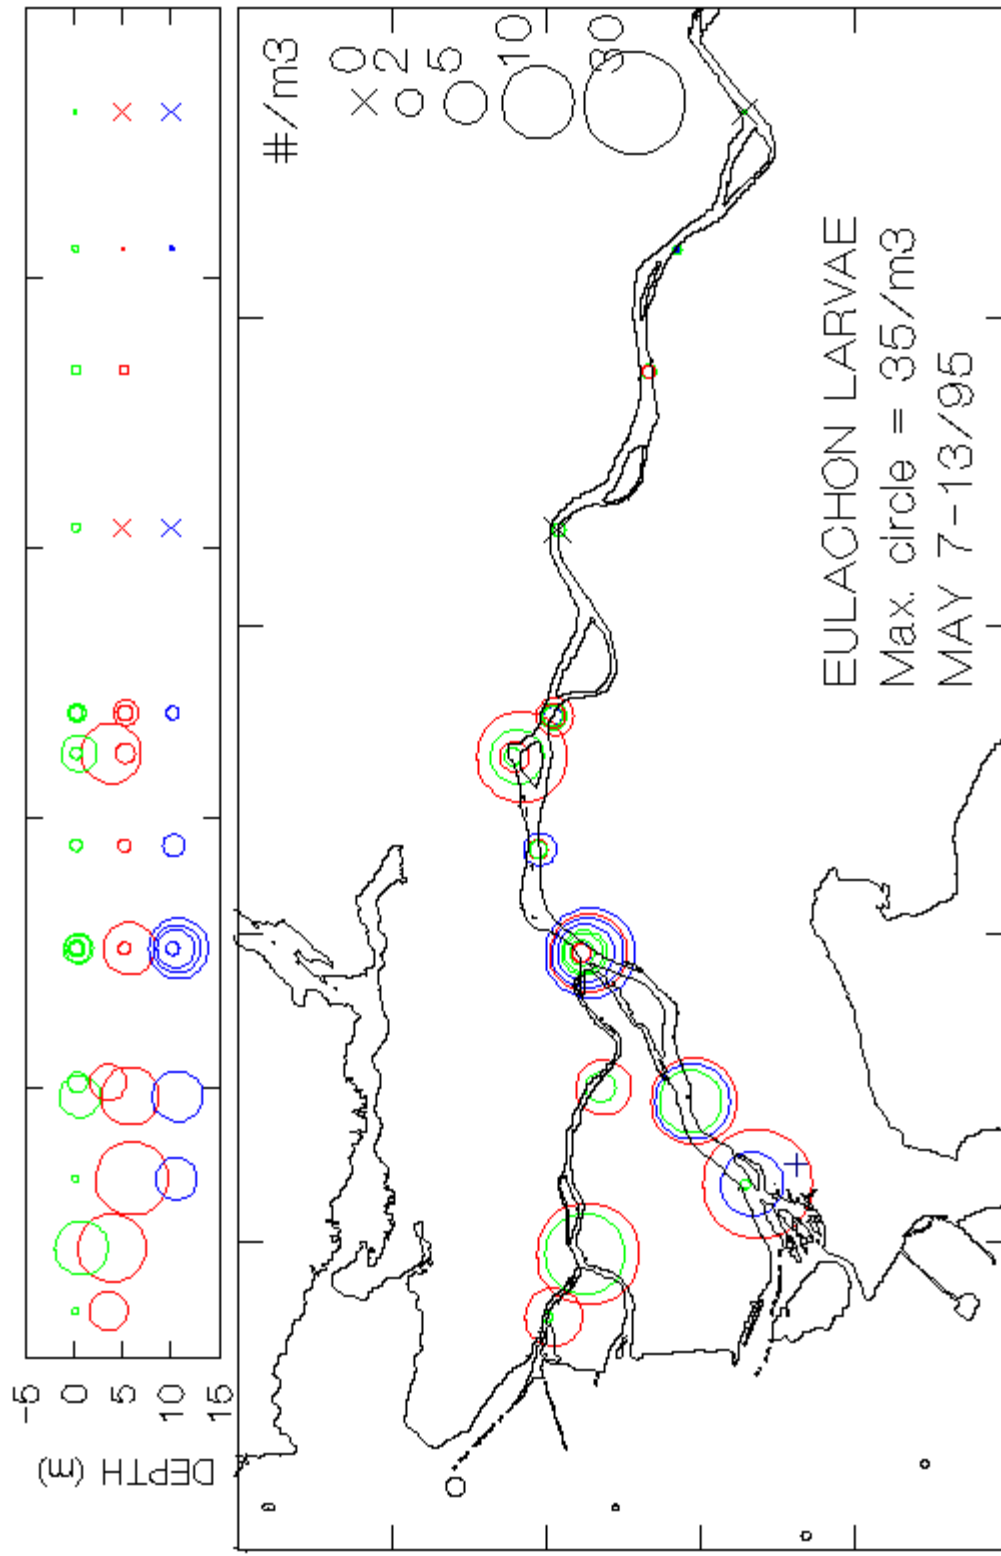 -5
0
5
10
15
DEPTH (m)
#/m3
0
2
5
10
30
EULACHON LARVAE
Max. circle = 35/m3
MAY 7-13/95